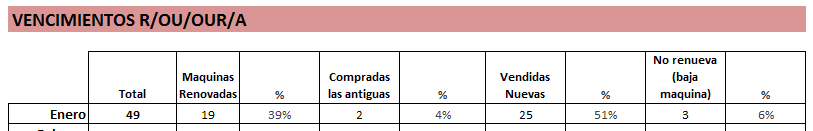 VENCIMIENTOS R/OU/OUR/A
Total Maquinas Renovadas % Compradas las antiguas % Vendidas Nuevas % No renueva (baja maquina) %
Enero 49 19 39% 2 4% 25 51% 3 6%